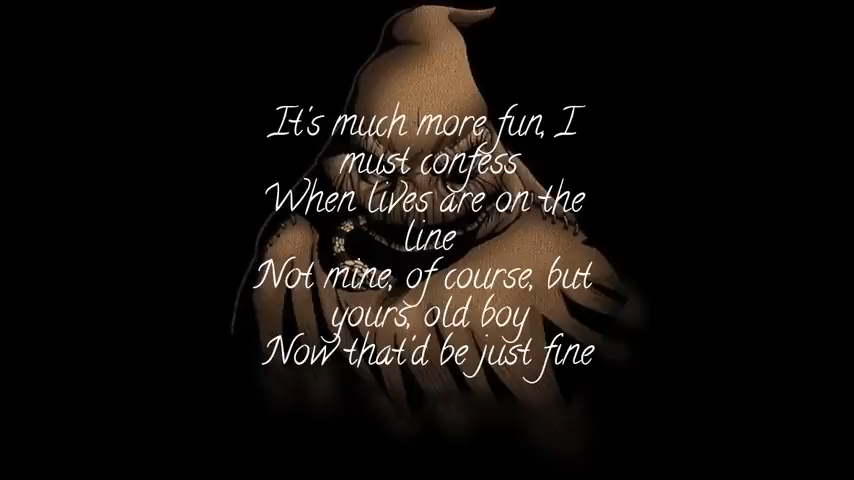 It's much more fun, I
must confess
When lives are on the
line
Not mine, of course, but
yours, old boy
Now that'd be just fine